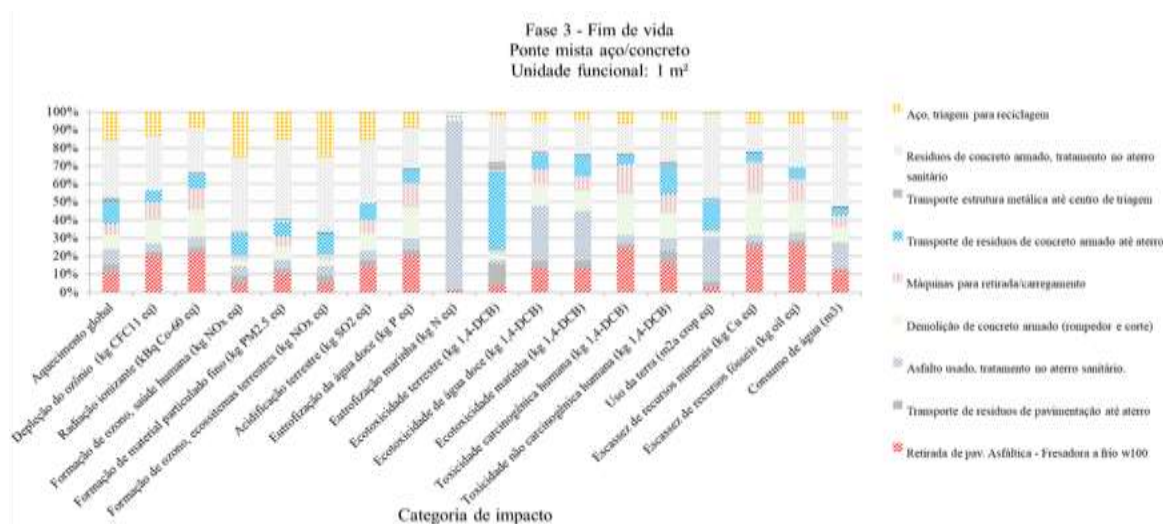 Fase 3 - Fim de vida
Ponte mista aço/concreto
Unidade funcional: 1 m²
100%
90%
80%
70%
60%
50%
40%
30%
20%
10%
0%
Aquecimento global
Depleção do ozônio (kg CFC11 eq)
Radiação ionizante (kBq Co-60 eq)
Formação de ozono, saúde humana (kg NOx eq)
Formação de material particulado fino (kg PM2.5 eq)
Formação de ozono, ecosistemas terrestres (kg NOx eq)
Acidificação terrestre (kg SO2 eq)
Eutrofização da água doce (kg P eq)
Eutrofização marinha (kg N eq)
Ecotoxicidade terrestre (kg 1,4-DCB)
Ecotoxicidade de água doce (kg 1,4-DCB)
Ecotoxicidade marinha (kg 1,4-DCB)
Toxicidade carcinogênica humana (kg 1,4-DCB)
Toxicidade não carcinogênica humana (kg 1,4-DCB)
Uso da terra (m2a crop eq)
Escassez de recursos minerais (kg Cu eq)
Escassez de recursos fósseis (kg oil eq)
Consumo de água (m3)
Categoria de impacto
Aço, triagem para reciclagem
Resíduos de concreto armado, tratamento no aterro
sanitário
Transporte estrutura metálica até centro de triagem
Transporte de resíduos de concreto armado até aterro
Máquinas para retirada/carregamento
Demolição de concreto armado (rompedor e corte)
Asfalto usado, tratamento no aterro sanitário.
Transporte de resíduos de pavimentação até aterro
Retirada de pav. Asfáltica - Fresadora a frio w100